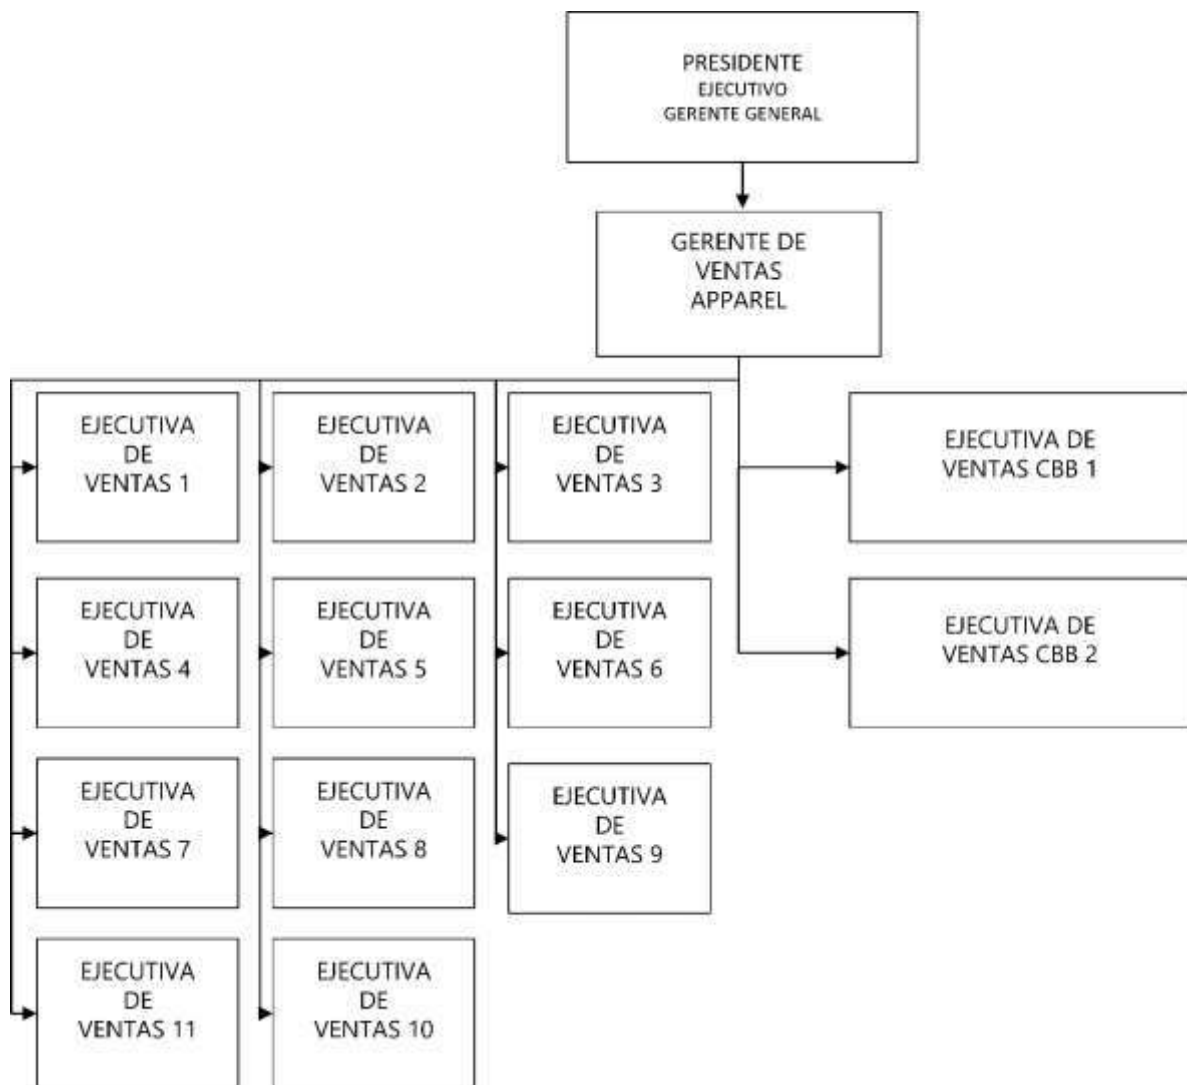 PRESIDENTE
EJECUTIVO
GERENTE GENERAL
GERENTE DE
VENTAS
APPAREL
EJECUTIVA
DE
VENTAS 1
EJECUTIVA
DE
VENTAS 2
EJECUTIVA
DE
VENTAS 3
EJECUTIVA DE
VENTAS CBB 1
EJECUTIVA
DE
VENTAS 4
EJECUTIVA
DE
VENTAS 5
EJECUTIVA
DE
VENTAS 6
EJECUTIVA DE
VENTAS CBB 2
EJECUTIVA
DE
VENTAS 7
EJECUTIVA
DE
VENTAS 8
EJECUTIVA
DE
VENTAS 9
EJECUTIVA
DE
VENTAS 11
EJECUTIVA
DE
VENTAS 10